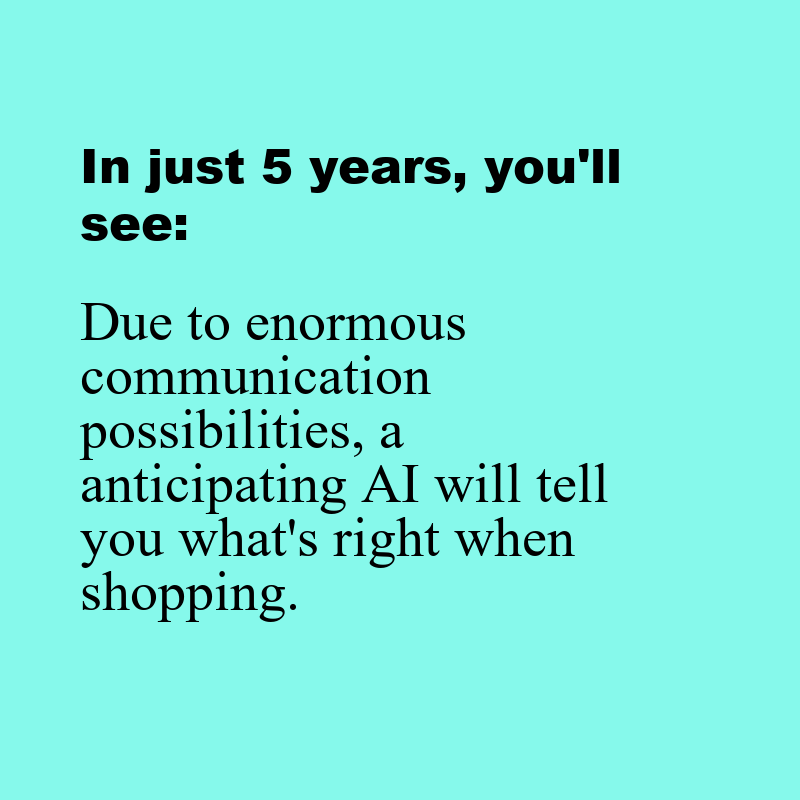 In just 5 years, you'll
see:
Due to enormous
communication
possibilities, a
anticipating AI will tell
you what's right when
shopping.